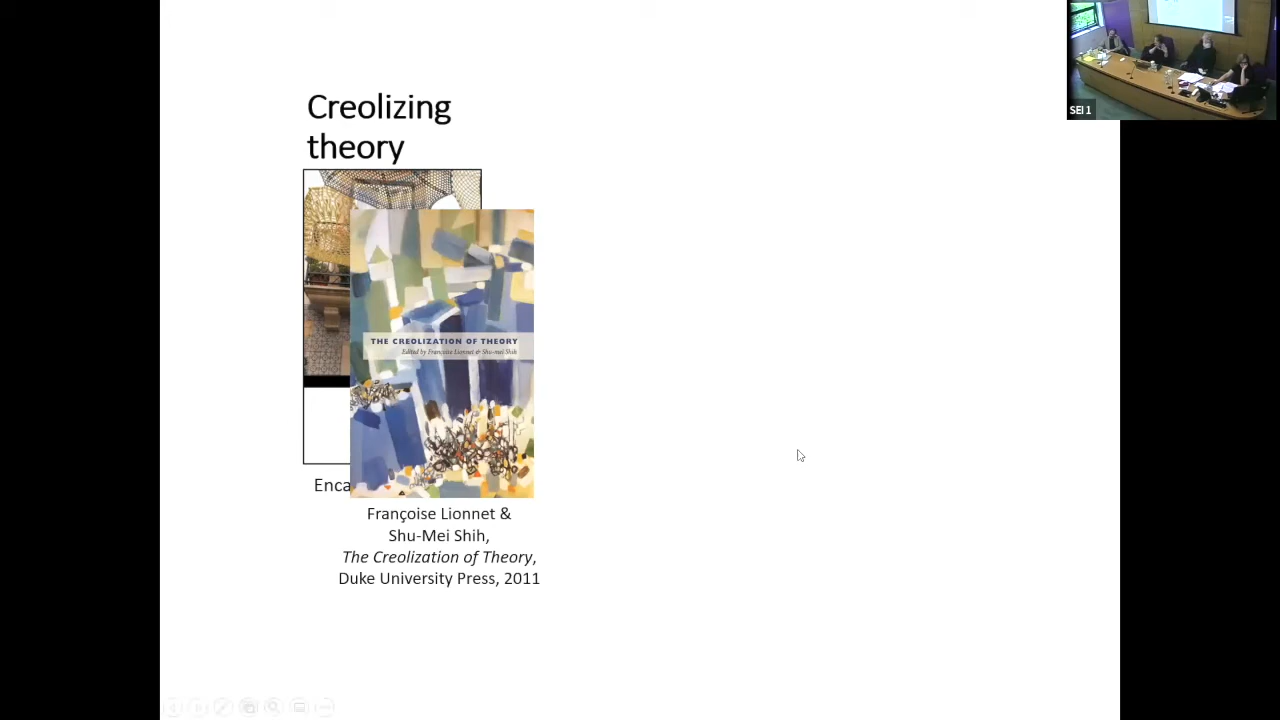 Creolizing
theory
THE CREOLIZATION OF THEORY
Edited by Françoise Lionnet & Shu-mei Shih
Enca
Françoise Lionnet &
Shu-Mei Shih,
The Creolization of Theory,
Duke University Press, 2011
SEI 1